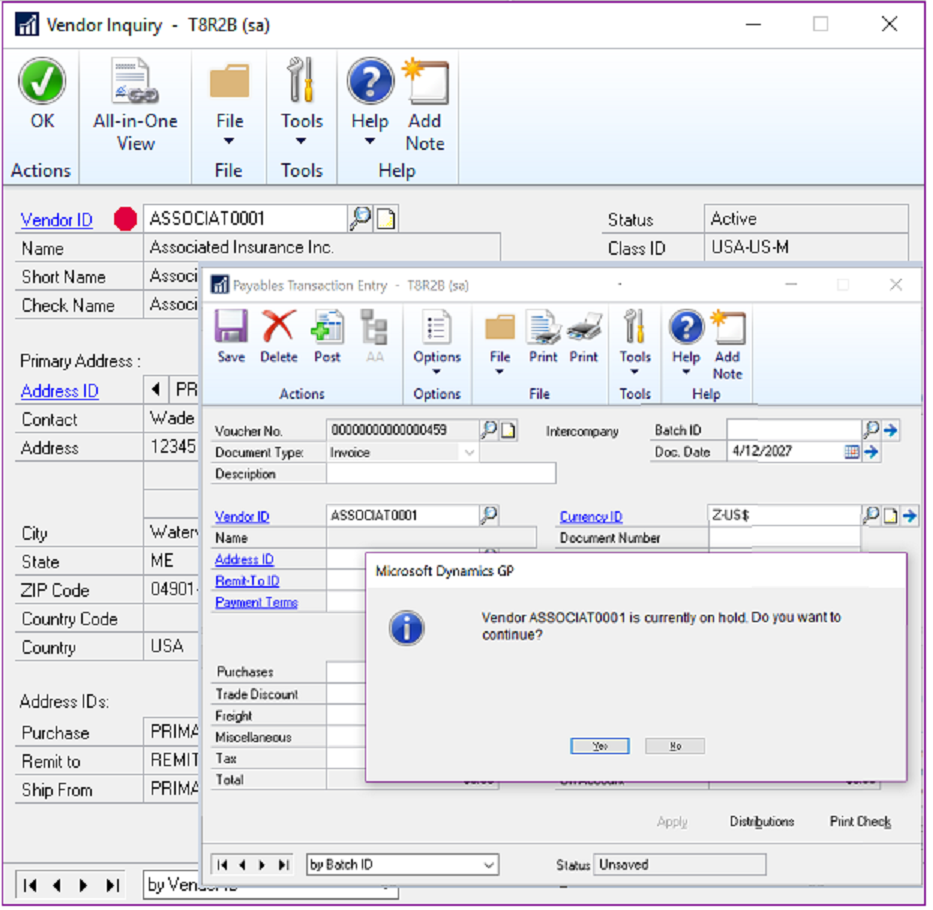 Vendor Inquiry - T8R2B (sa)
OK
All-in-One View
File
Tools
Help
Add Note
Actions
File
Tools
Help
Vendor ID ASSOCIAT0001
Status Active
Name Associated Insurance Inc.
Class ID USA-US-M
Short Name Associ
Check Name Associ
Primary Address :
Address ID PR
Contact Wade
Address 12345
City Water
State ME
ZIP Code 04901-
Country Code
Country USA
Address IDs:
Purchase PRIMA
Remit to REMIT
Ship From PRIMA
by Vendor ID
Payables Transaction Entry - T8R2B (sa)
Save Delete Post AA Options File Print Print Tools Help Add Note
Actions Options File Tools Help
Voucher No. 00000000000000459 Intercompany Batch ID
Document Type: Invoice Doc. Date 4/12/2027
Description
Vendor ID ASSOCIAT0001 Currency ID Z-US$
Name Document Number
Address ID
Remit-To ID
Payment Terms
Purchases
Trade Discount
Freight
Miscellaneous
Tax
Total
Apply Distributions Print Check
by Batch ID Status Unsaved
Microsoft Dynamics GP
Vendor ASSOCIAT0001 is currently on hold. Do you want to
continue?
Yes No